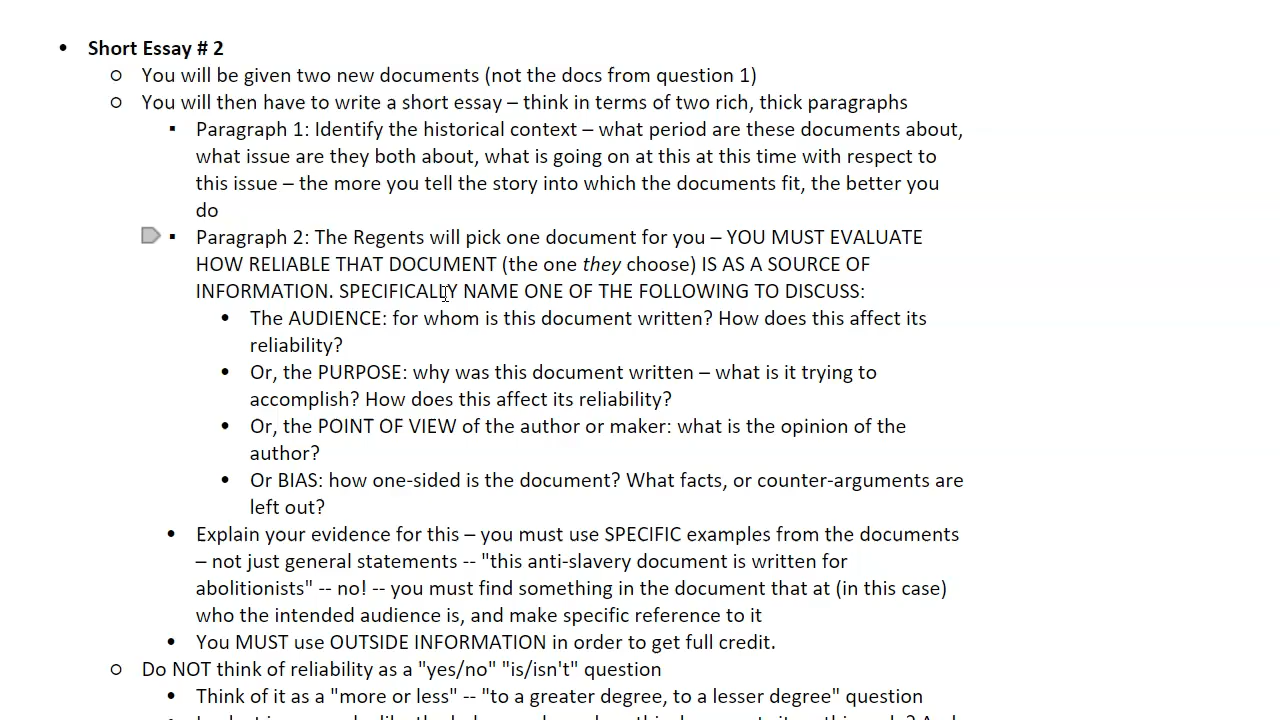 • Short Essay # 2
o You will be given two new documents (not the docs from question 1)
o You will then have to write a short essay – think in terms of two rich, thick paragraphs
▪ Paragraph 1: Identify the historical context – what period are these documents about,
what issue are they both about, what is going on at this at this time with respect to
this issue – the more you tell the story into which the documents fit, the better you
do
▪ Paragraph 2: The Regents will pick one document for you – YOU MUST EVALUATE
HOW RELIABLE THAT DOCUMENT (the one they choose) IS AS A SOURCE OF
INFORMATION. SPECIFICALLY NAME ONE OF THE FOLLOWING TO DISCUSS:
• The AUDIENCE: for whom is this document written? How does this affect its
reliability?
• Or, the PURPOSE: why was this document written – what is it trying to
accomplish? How does this affect its reliability?
• Or, the POINT OF VIEW of the author or maker: what is the opinion of the
author?
• Or BIAS: how one-sided is the document? What facts, or counter-arguments are
left out?
• Explain your evidence for this – you must use SPECIFIC examples from the documents
– not just general statements -- "this anti-slavery document is written for
abolitionists" -- no! -- you must find something in the document that at (in this case)
who the intended audience is, and make specific reference to it
• You MUST use OUTSIDE INFORMATION in order to get full credit.
o Do NOT think of reliability as a "yes/no" "is/isn't" question
• Think of it as a "more or less" -- "to a greater degree, to a lesser degree" question